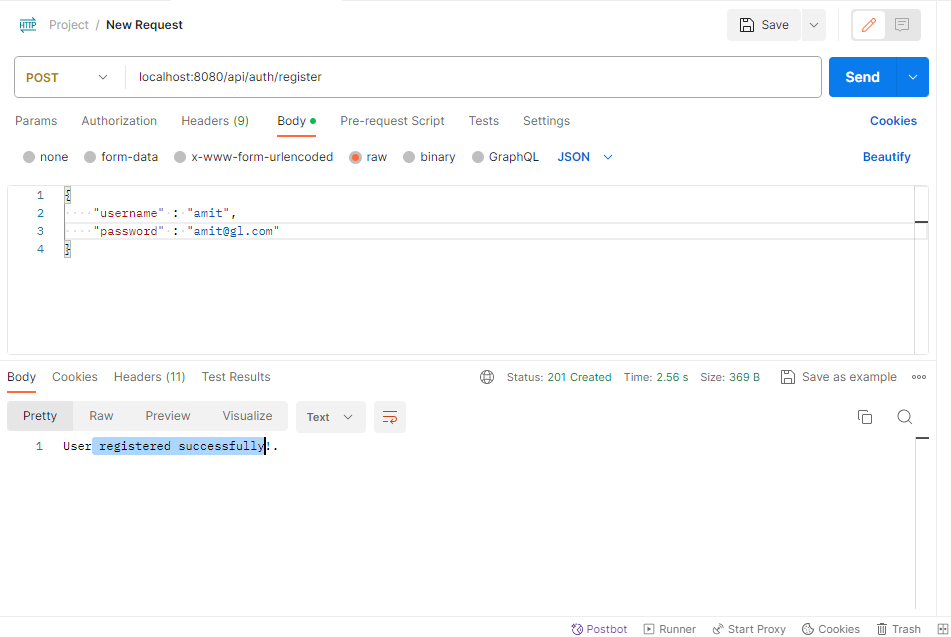 HTTP Project / New Request Save
POST localhost:8080/api/auth/register Send
Params Authorization Headers (9) Body Pre-request Script Tests Settings Cookies
none form-data x-www-form-urlencoded raw binary GraphQL JSON Beautify
1 {
2 "username" : "amit",
3 "password" : "amit@gl.com"
4 }
Body Cookies Headers (11) Test Results Status: 201 Created Time: 2.56 s Size: 369 B Save as example
Pretty Raw Preview Visualize Text
1 User registered successfully!.
Postbot Runner Start Proxy Cookies Trash